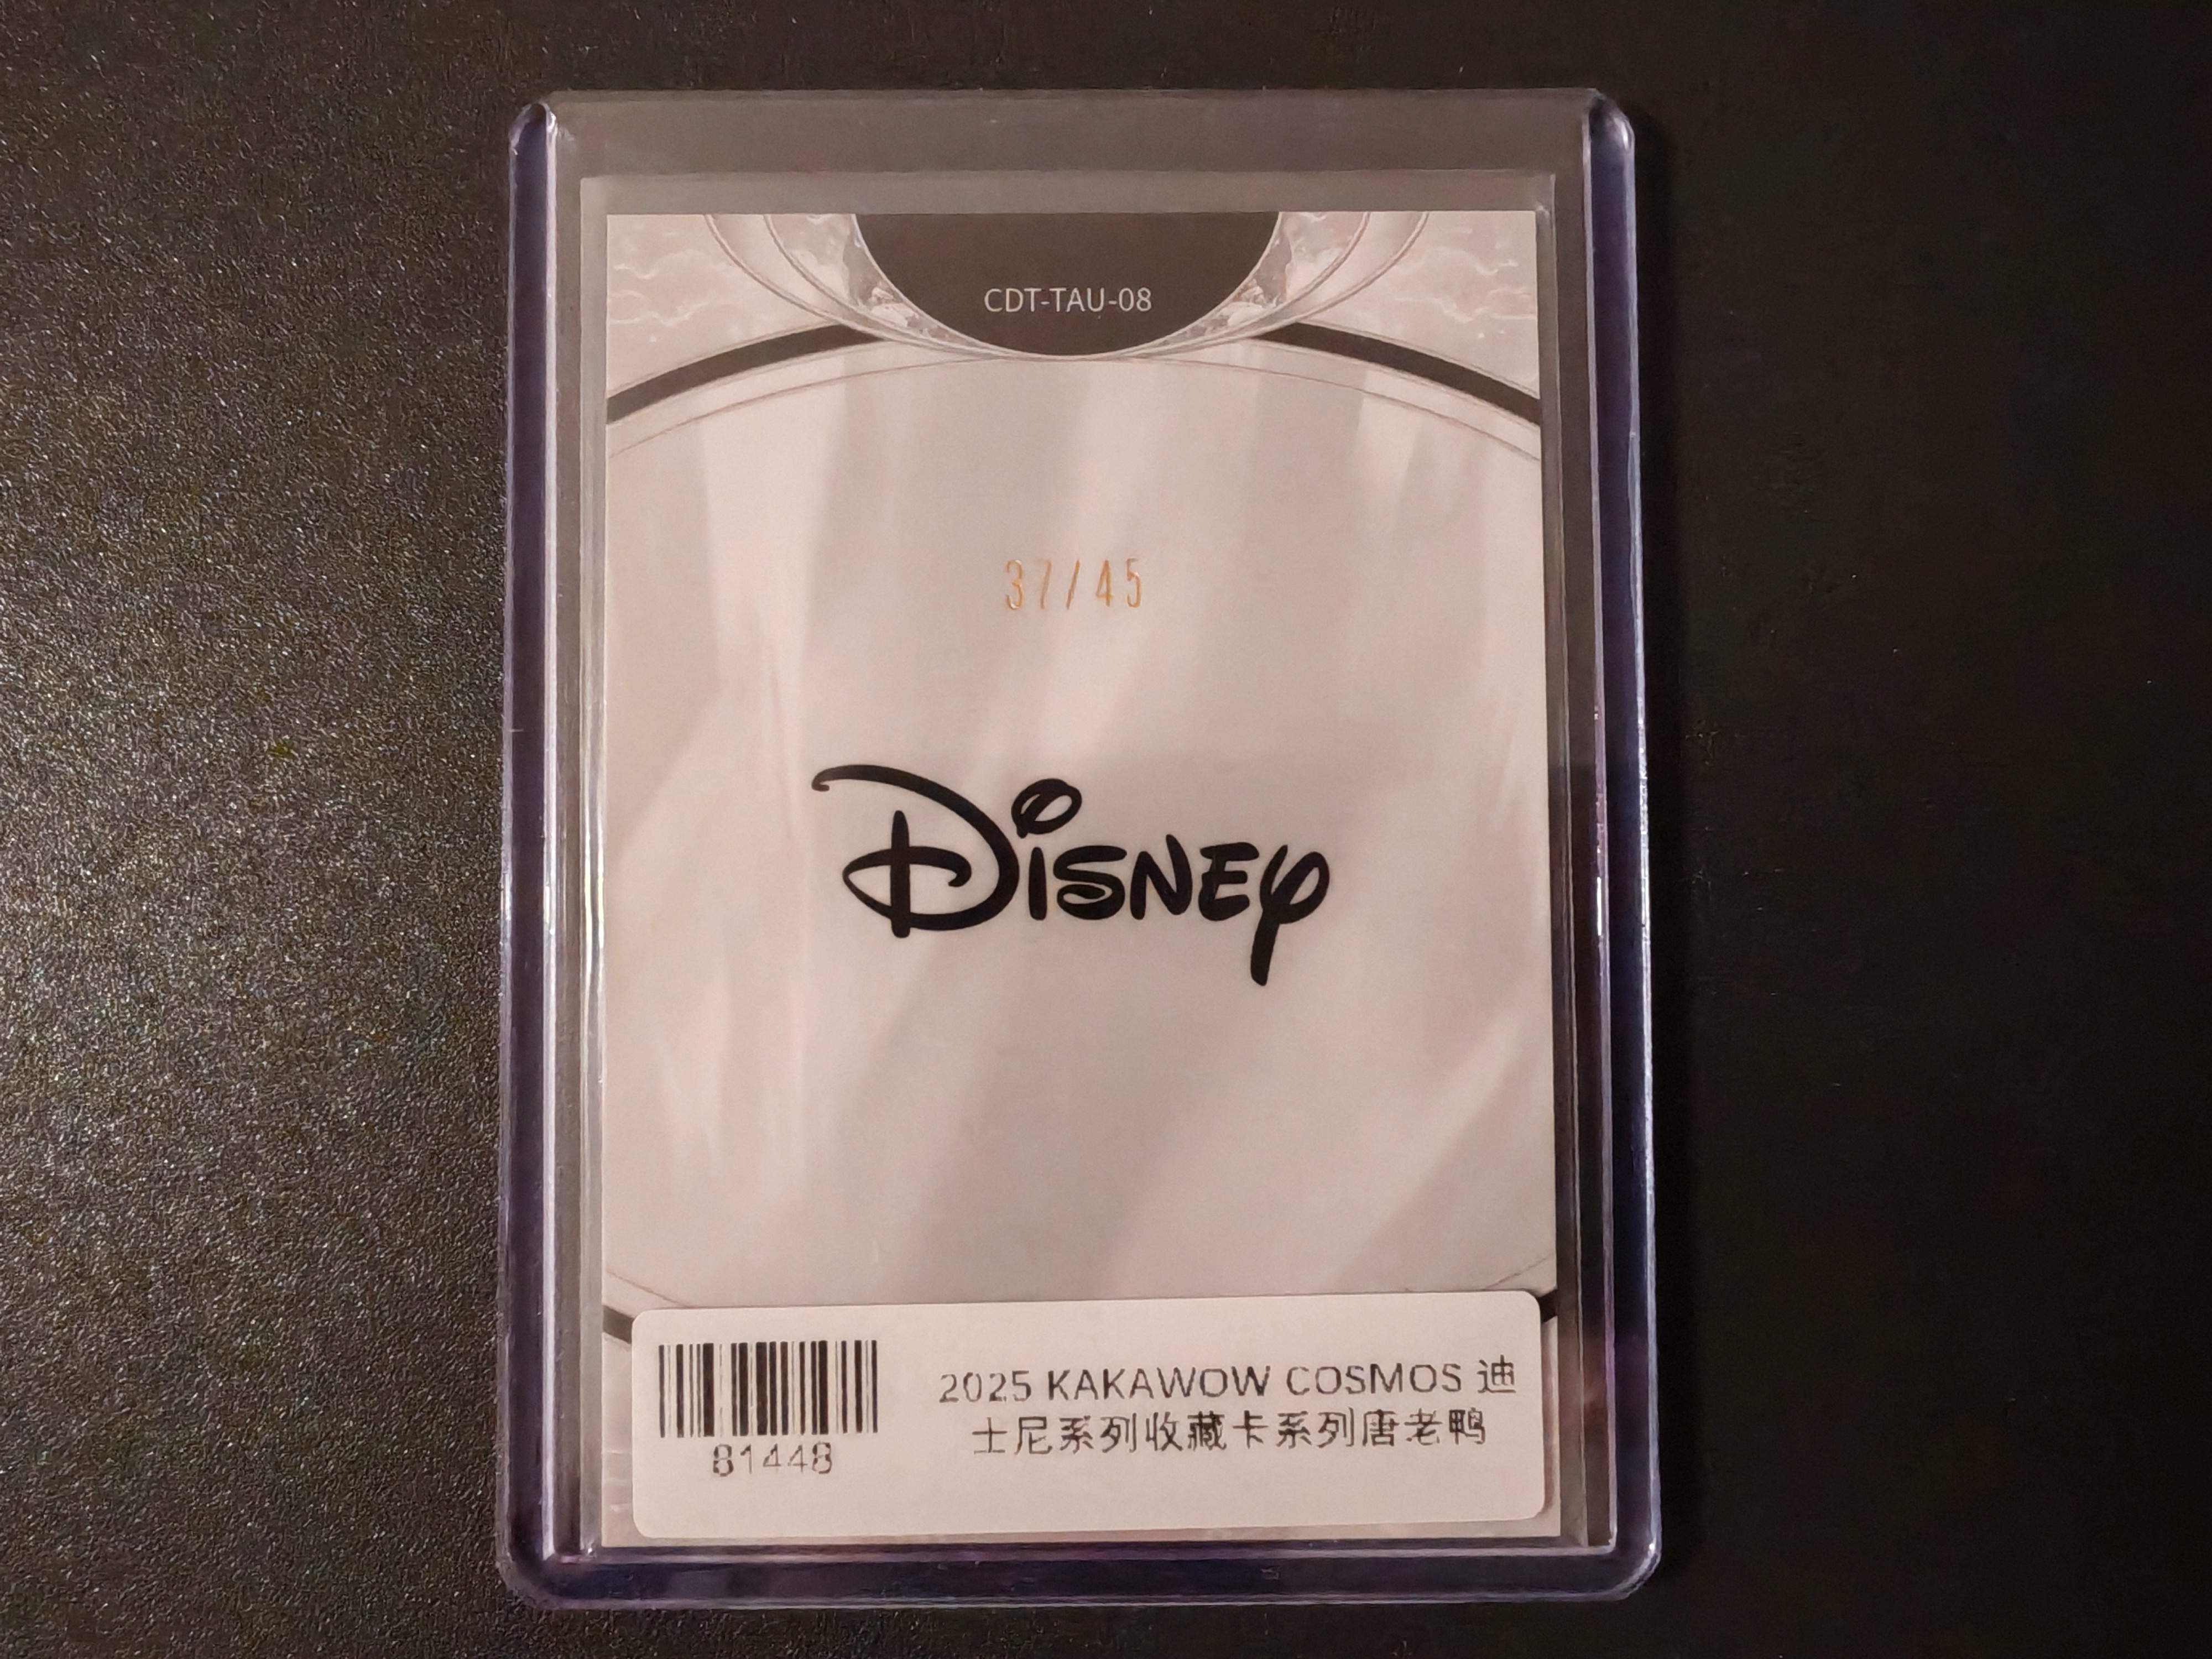 CDT-TAU-08
37/45
Disney
81448
2025 KAKAWOW COSMOS 迪
士尼系列收藏卡系列唐老鸭